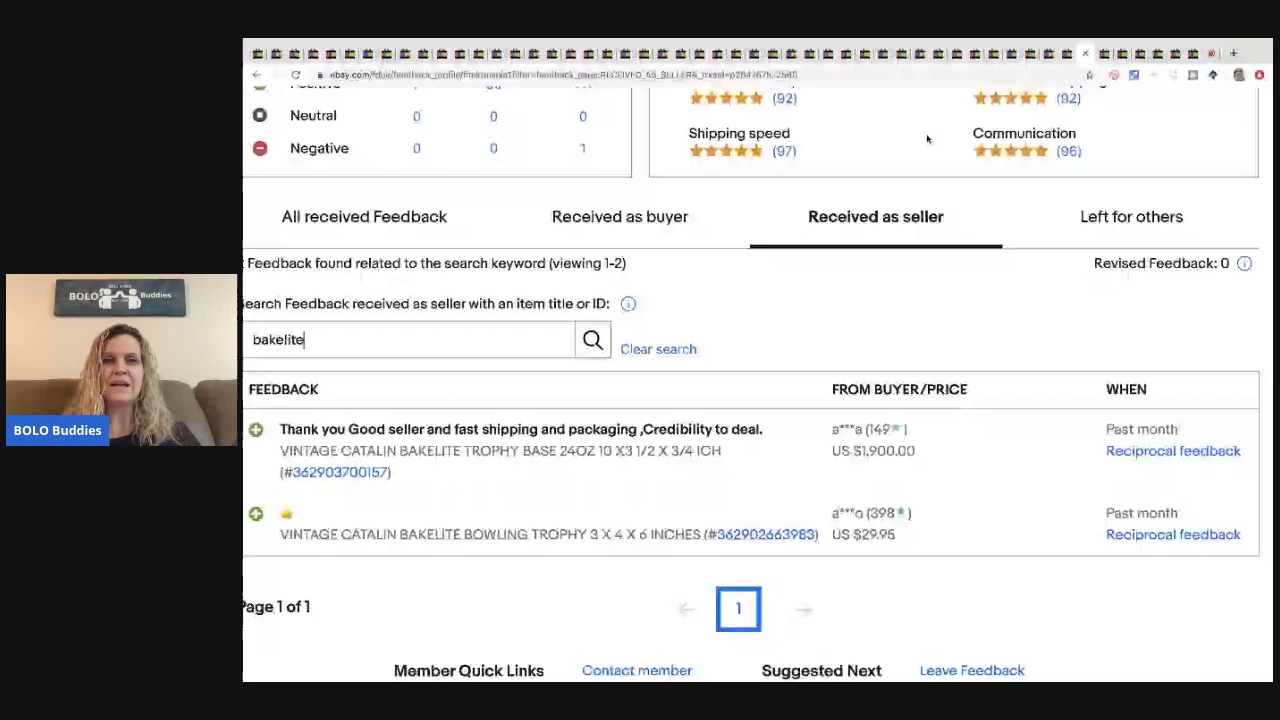 Neutral 0 0 0
Negative 0 0 1
(92) (92)
Shipping speed Communication
(97) (96)
All received Feedback Received as buyer Received as seller Left for others
Feedback found related to the search keyword (viewing 1-2) Revised Feedback: 0
Search Feedback received as seller with an item title or ID:
bakelite
Clear search
FEEDBACK FROM BUYER/PRICE WHEN
Thank you Good seller and fast shipping and packaging ,Credibility to deal. a***a (149) Past month
VINTAGE CATALIN BAKELITE TROPHY BASE 24OZ 10 X3 1/2 X 3/4 ICH US $1,900.00 Reciprocal feedback
(#362903700157)
a***o (398) Past month
VINTAGE CATALIN BAKELITE BOWLING TROPHY 3 X 4 X 6 INCHES (#362902663983) US $29.95 Reciprocal feedback
Page 1 of 1 1
Member Quick Links Contact member Suggested Next Leave Feedback
BOLO Buddies
BOLO Buddies